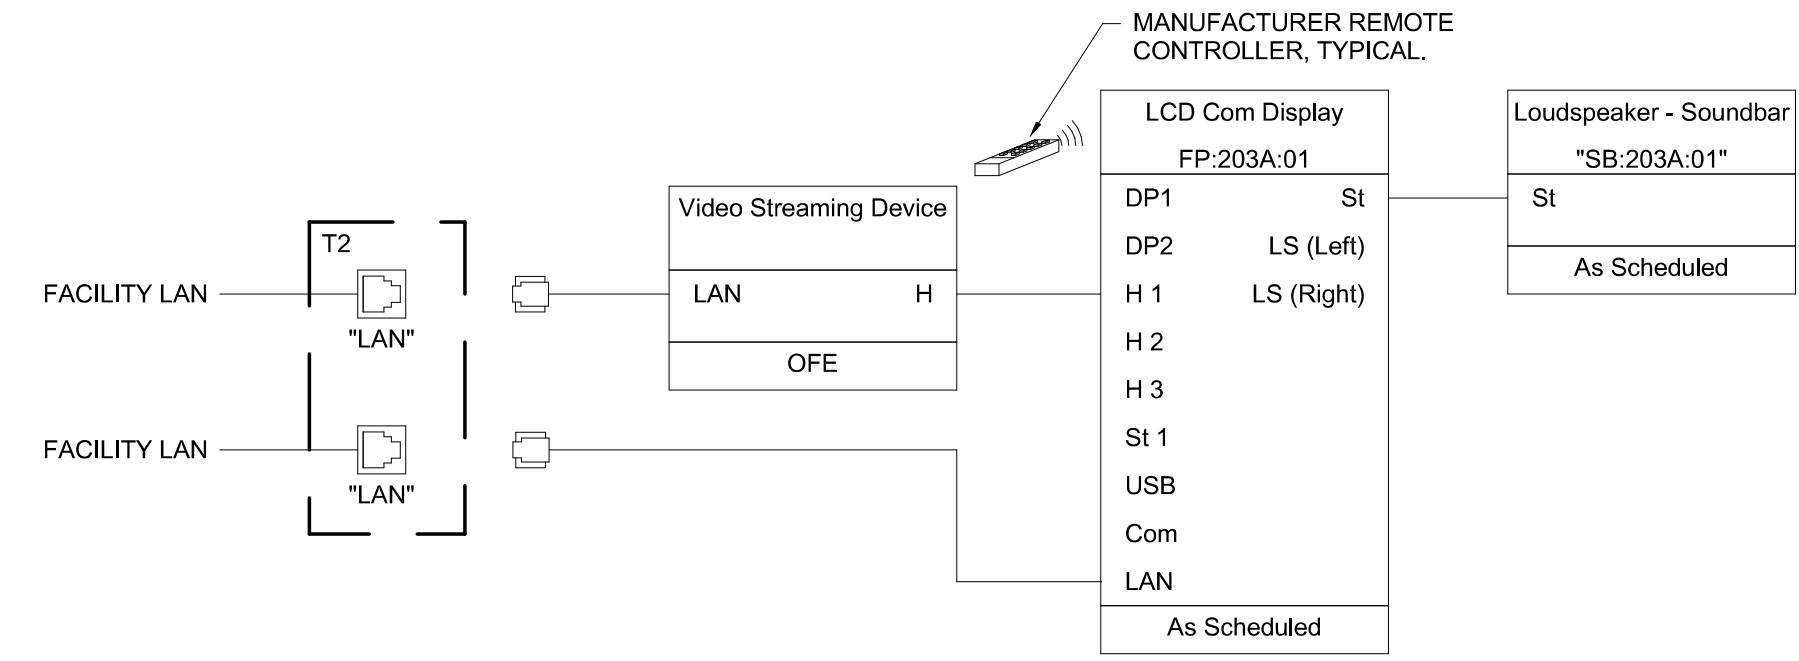 MANUFACTURER REMOTE
CONTROLLER, TYPICAL.
LCD Com Display
FP:203A:01
DP1 St
DP2 LS (Left)
H 1 LS (Right)
H 2
H 3
St 1
USB
Com
LAN
As Scheduled
Loudspeaker - Soundbar
"SB:203A:01"
St
As Scheduled
Video Streaming Device
LAN H
OFE
T2
FACILITY LAN
"LAN"
FACILITY LAN
"LAN"